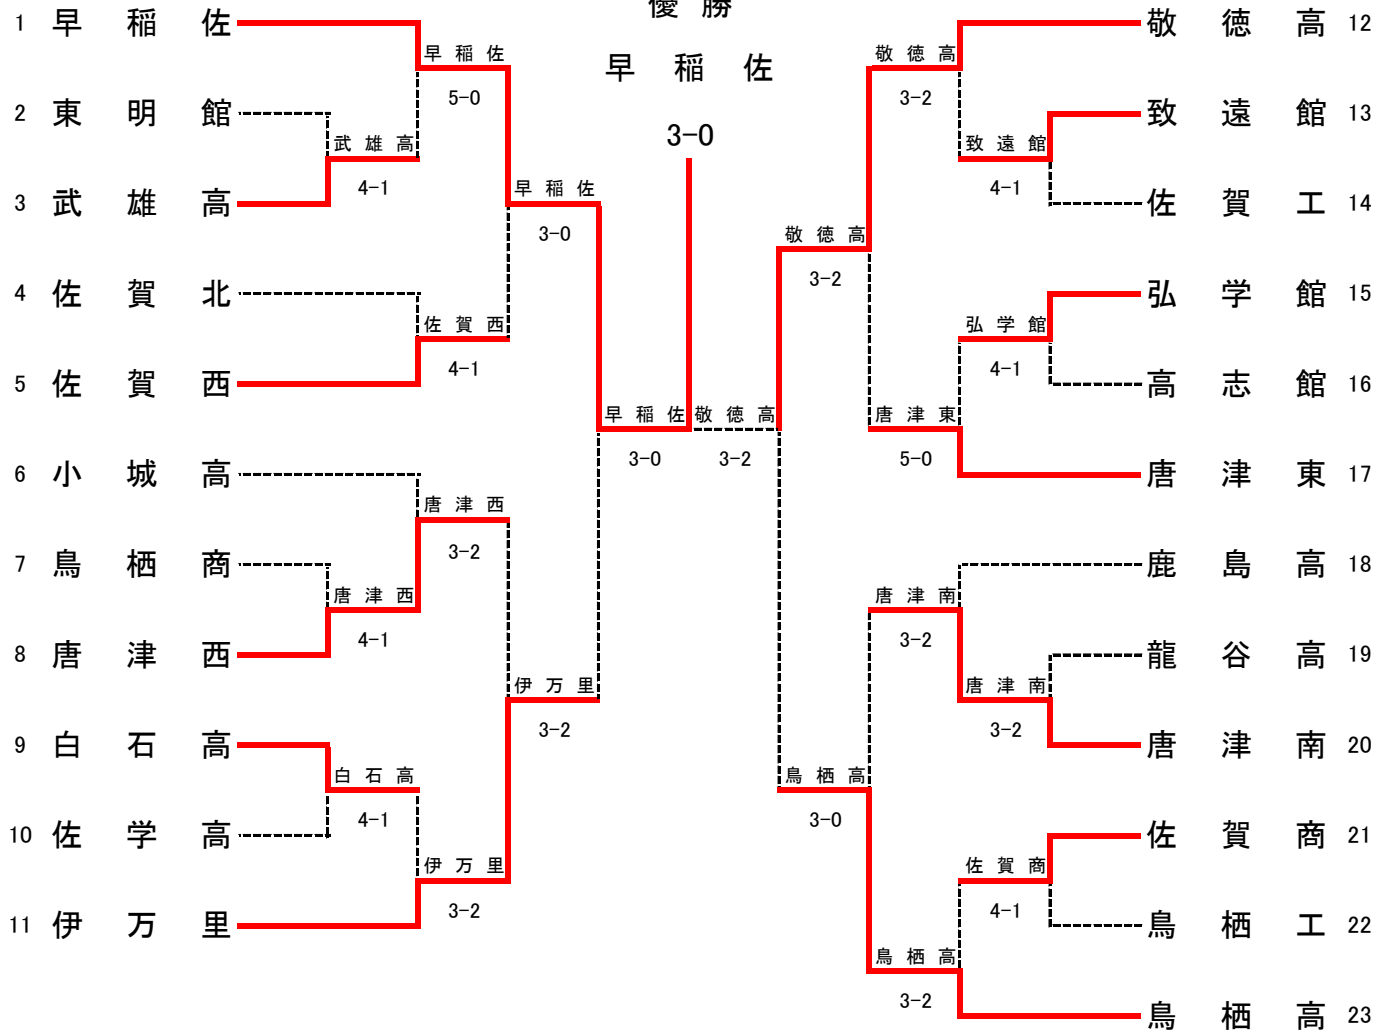 優 勝
早 稲 佐
3-0
1 早 稲 佐
2 東 明 館
3 武 雄 高
4 佐 賀 北
5 佐 賀 西
6 小 城 高
7 鳥 栖 商
8 唐 津 西
9 白 石 高
10 佐 学 高
11 伊 万 里
武 雄 高
4-1
唐 津 西
4-1
白 石 高
4-1
早 稲 佐
5-0
佐 賀 西
4-1
唐 津 西
3-2
伊 万 里
3-2
早 稲 佐
3-0
伊 万 里
3-2
早 稲 佐
3-0
敬 徳 高
3-2
敬 徳 高
3-2
鳥 栖 高
3-0
敬 徳 高
3-2
唐 津 東
5-0
唐 津 南
3-2
鳥 栖 高
3-2
致 遠 館
4-1
弘 学 館
4-1
唐 津 南
3-2
佐 賀 商
4-1
敬 徳 高 12
致 遠 館 13
佐 賀 工 14
弘 学 館 15
高 志 館 16
唐 津 東 17
鹿 島 高 18
龍 谷 高 19
唐 津 南 20
佐 賀 商 21
鳥 栖 工 22
鳥 栖 高 23